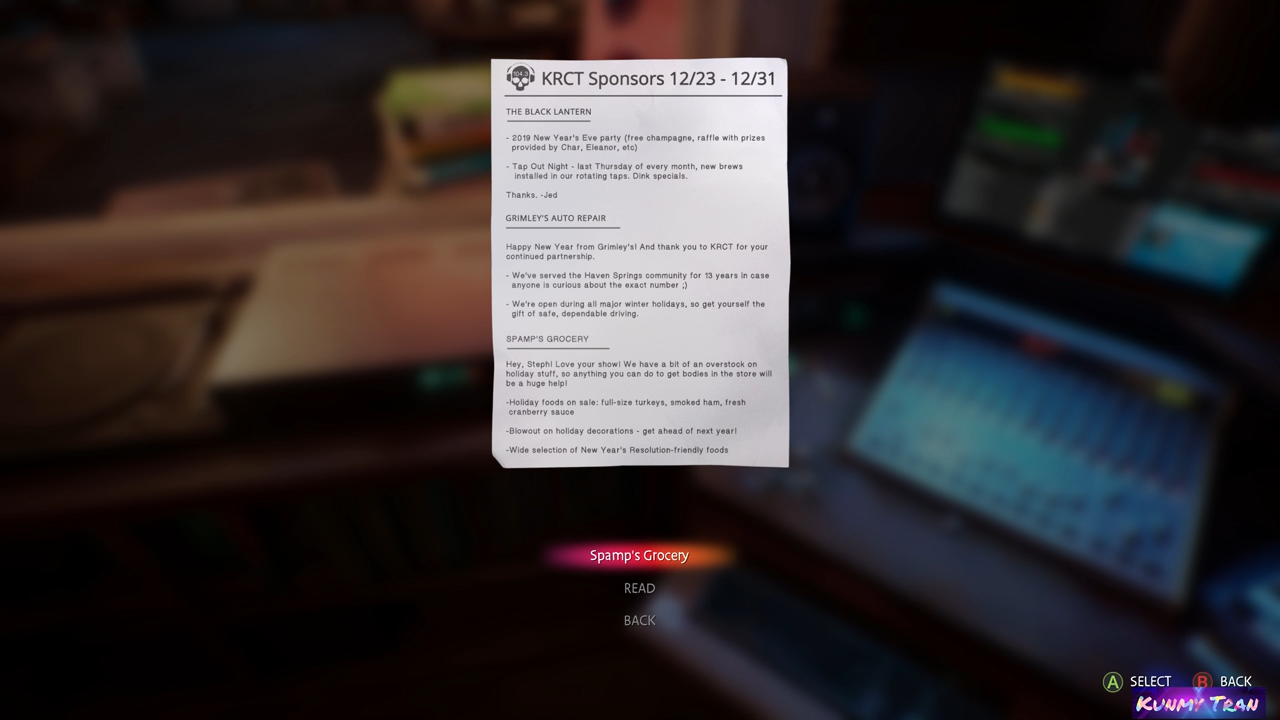 104.3
KRCT Sponsors 12/23 - 12/31
THE BLACK LANTERN
- 2019 New Year's Eve party (free champagne, raffle with prizes
provided by Char, Eleanor, etc)
- Tap Out Night - last Thursday of every month, new brews
installed in our rotating taps. Dink specials.
Thanks. -Jed
GRIMLEY'S AUTO REPAIR
Happy New Year from Grimley's! And thank you to KRCT for your
continued partnership.
- We've served the Haven Springs community for 13 years in case
anyone is curious about the exact number ;)
- We're open during all major winter holidays, so get yourself the
gift of safe, dependable driving.
SPAMP'S GROCERY
Hey, Steph! Love your show! We have a bit of an overstock on
holiday stuff, so anything you can do to get bodies in the store will
be a huge help!
-Holiday foods on sale: full-size turkeys, smoked ham, fresh
cranberry sauce
-Blowout on holiday decorations - get ahead of next year!
-Wide selection of New Year's Resolution-friendly foods
Spamp's Grocery
READ
BACK
A SELECT B BACK
KUNMY TRAN